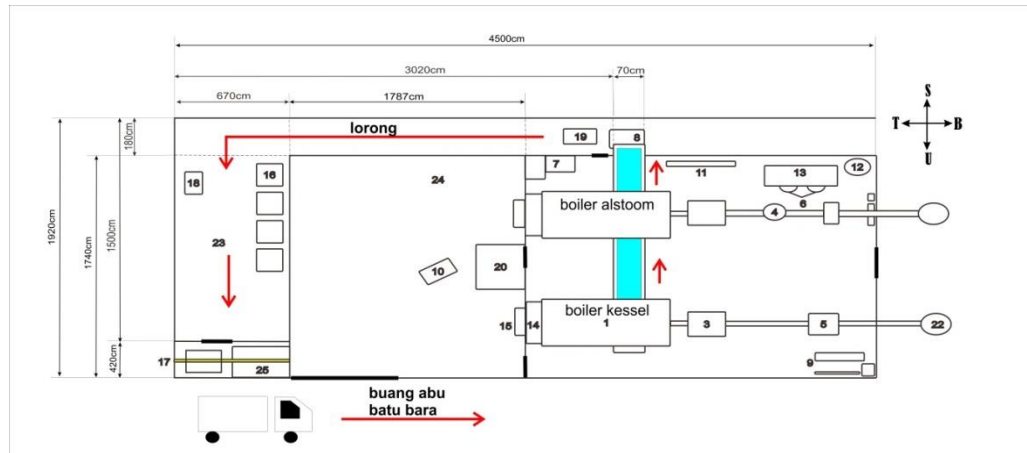 4500cm
3020cm
70cm
670cm
1787cm
S
T B
U
180cm
lorong
19
8
7
11
13
12
18
16
24
boiler alstoom
4
6
1920cm
1740cm
1500cm
23
10
20
boiler kessel
15
14
1
3
5
22
420cm
17
25
9
buang abu
batu bara